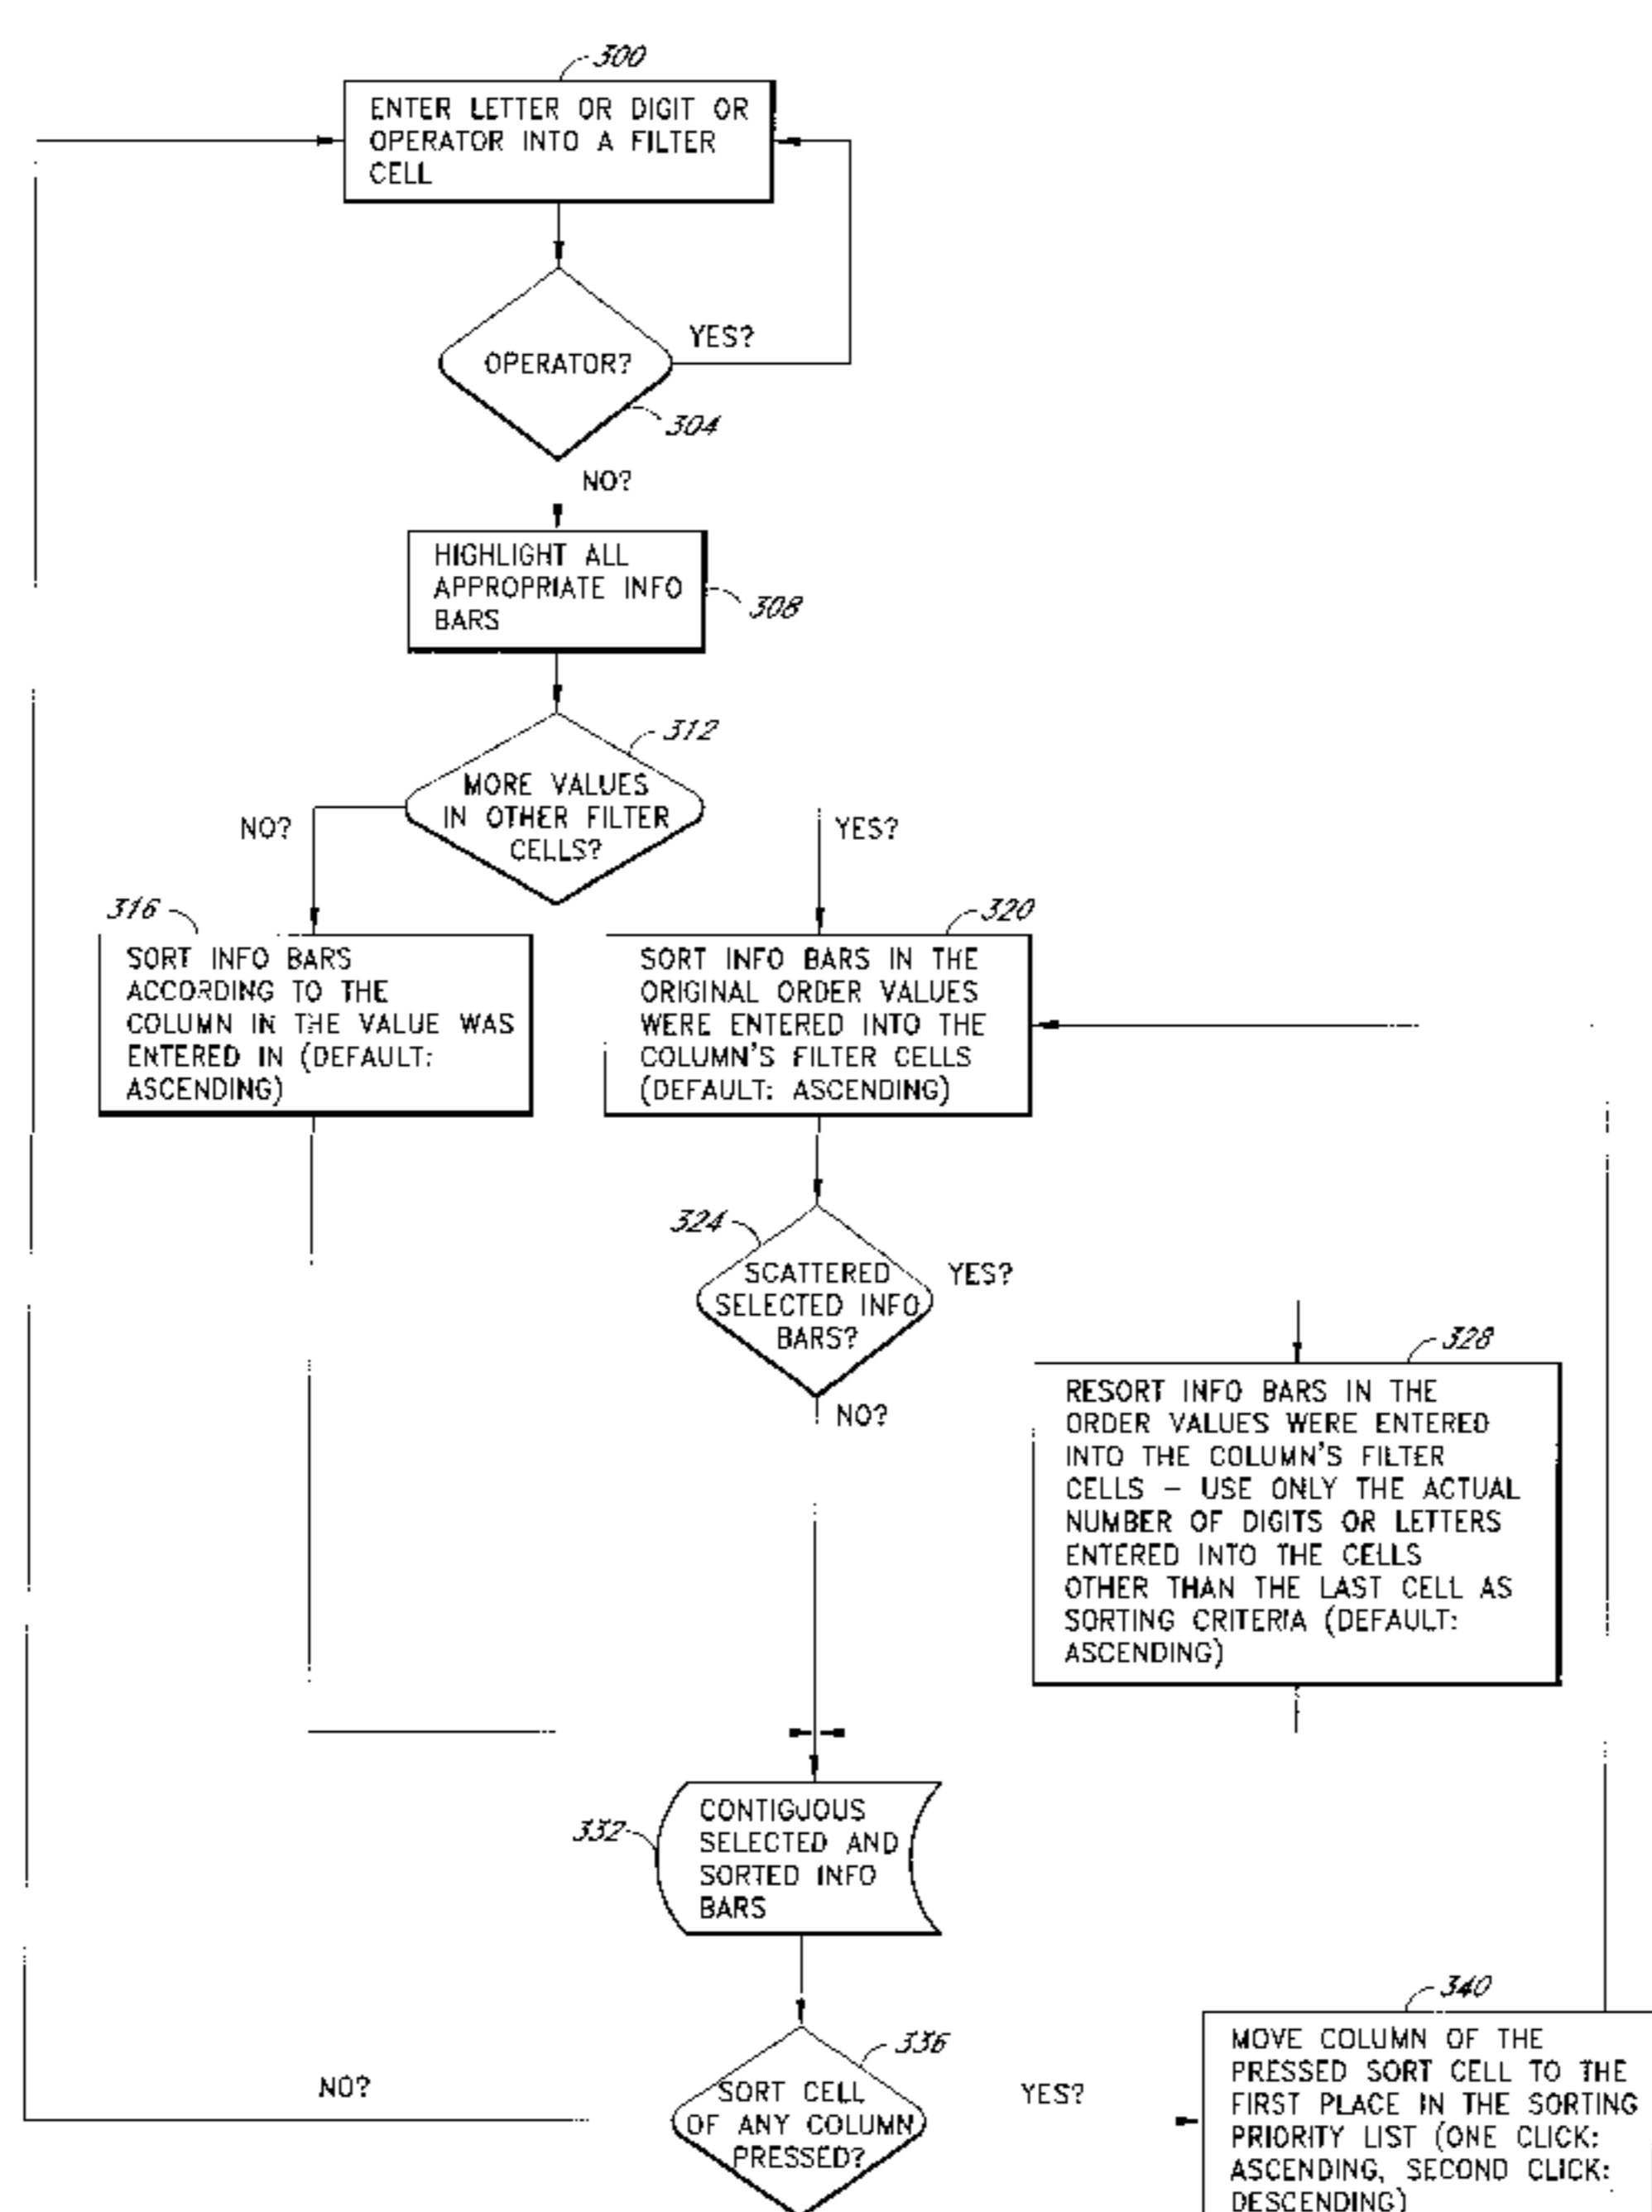 300
ENTER LETTER OR DIGIT OR
OPERATOR INTO A FILTER
CELL
YES?
OPERATOR?
304
NO?
HIGHLIGHT ALL
APPROPRIATE INFO
BARS
308
312
MORE VALUES
IN OTHER FILTER
CELLS?
NO?
YES?
316
SORT INFO BARS
ACCORDING TO THE
COLUMN IN THE VALUE WAS
ENTERED IN (DEFAULT:
ASCENDING)
320
SORT INFO BARS IN THE
ORIGINAL ORDER VALUES
WERE ENTERED INTO THE
COLUMN'S FILTER CELLS
(DEFAULT: ASCENDING)
324
SCATTERED
SELECTED INFO
BARS?
YES?
NO?
328
RESORT INFO BARS IN THE
ORDER VALUES WERE ENTERED
INTO THE COLUMN'S FILTER
CELLS – USE ONLY THE ACTUAL
NUMBER OF DIGITS OR LETTERS
ENTERED INTO THE CELLS
OTHER THAN THE LAST CELL AS
SORTING CRITERIA (DEFAULT:
ASCENDING)
332
CONTIGUOUS
SELECTED AND
SORTED INFO
BARS
336
SORT CELL
OF ANY COLUMN
PRESSED?
NO?
YES?
340
MOVE COLUMN OF THE
PRESSED SORT CELL TO THE
FIRST PLACE IN THE SORTING
PRIORITY LIST (ONE CLICK:
ASCENDING, SECOND CLICK:
DESCENDING)